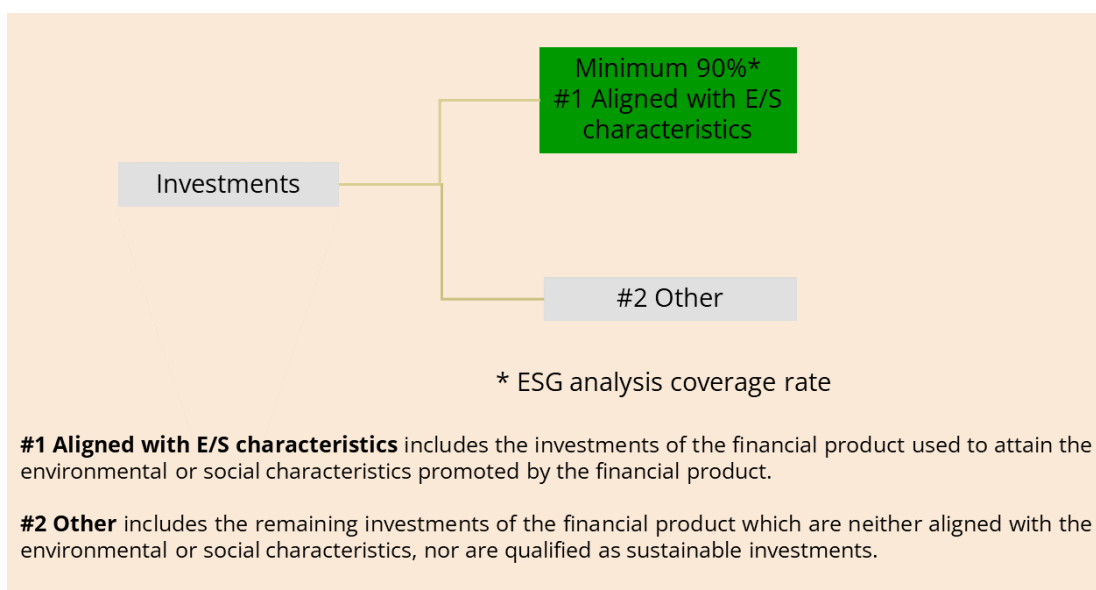 Minimum 90%*
#1 Aligned with E/S
characteristics
Investments
#2 Other
* ESG analysis coverage rate
#1 Aligned with E/S characteristics includes the investments of the financial product used to attain the
environmental or social characteristics promoted by the financial product.
#2 Other includes the remaining investments of the financial product which are neither aligned with the
environmental or social characteristics, nor are qualified as sustainable investments.